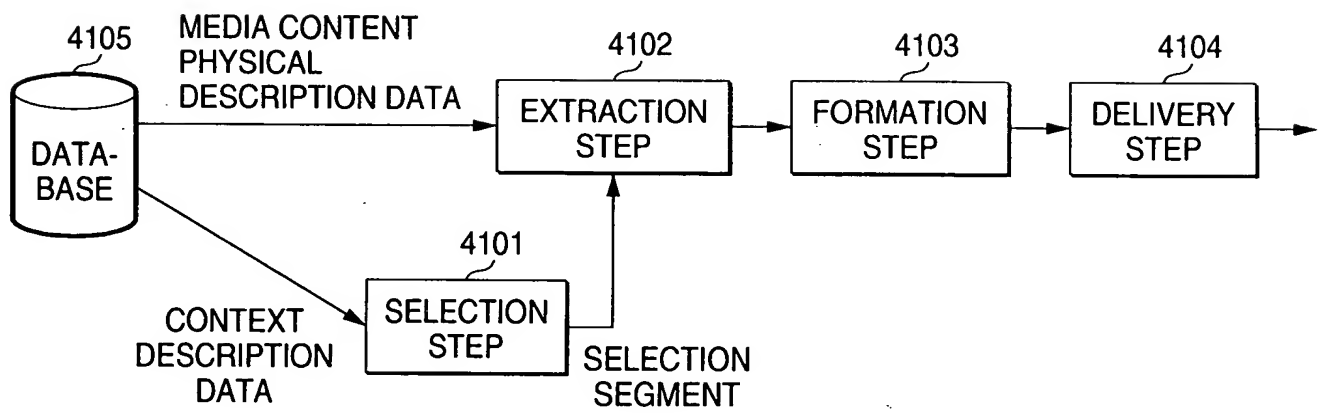 4105
MEDIA CONTENT
PHYSICAL
DESCRIPTION DATA
4102
4103
4104
DATA-
BASE
EXTRACTION
STEP
FORMATION
STEP
DELIVERY
STEP
4101
SELECTION
STEP
CONTEXT
DESCRIPTION
DATA
SELECTION
SEGMENT